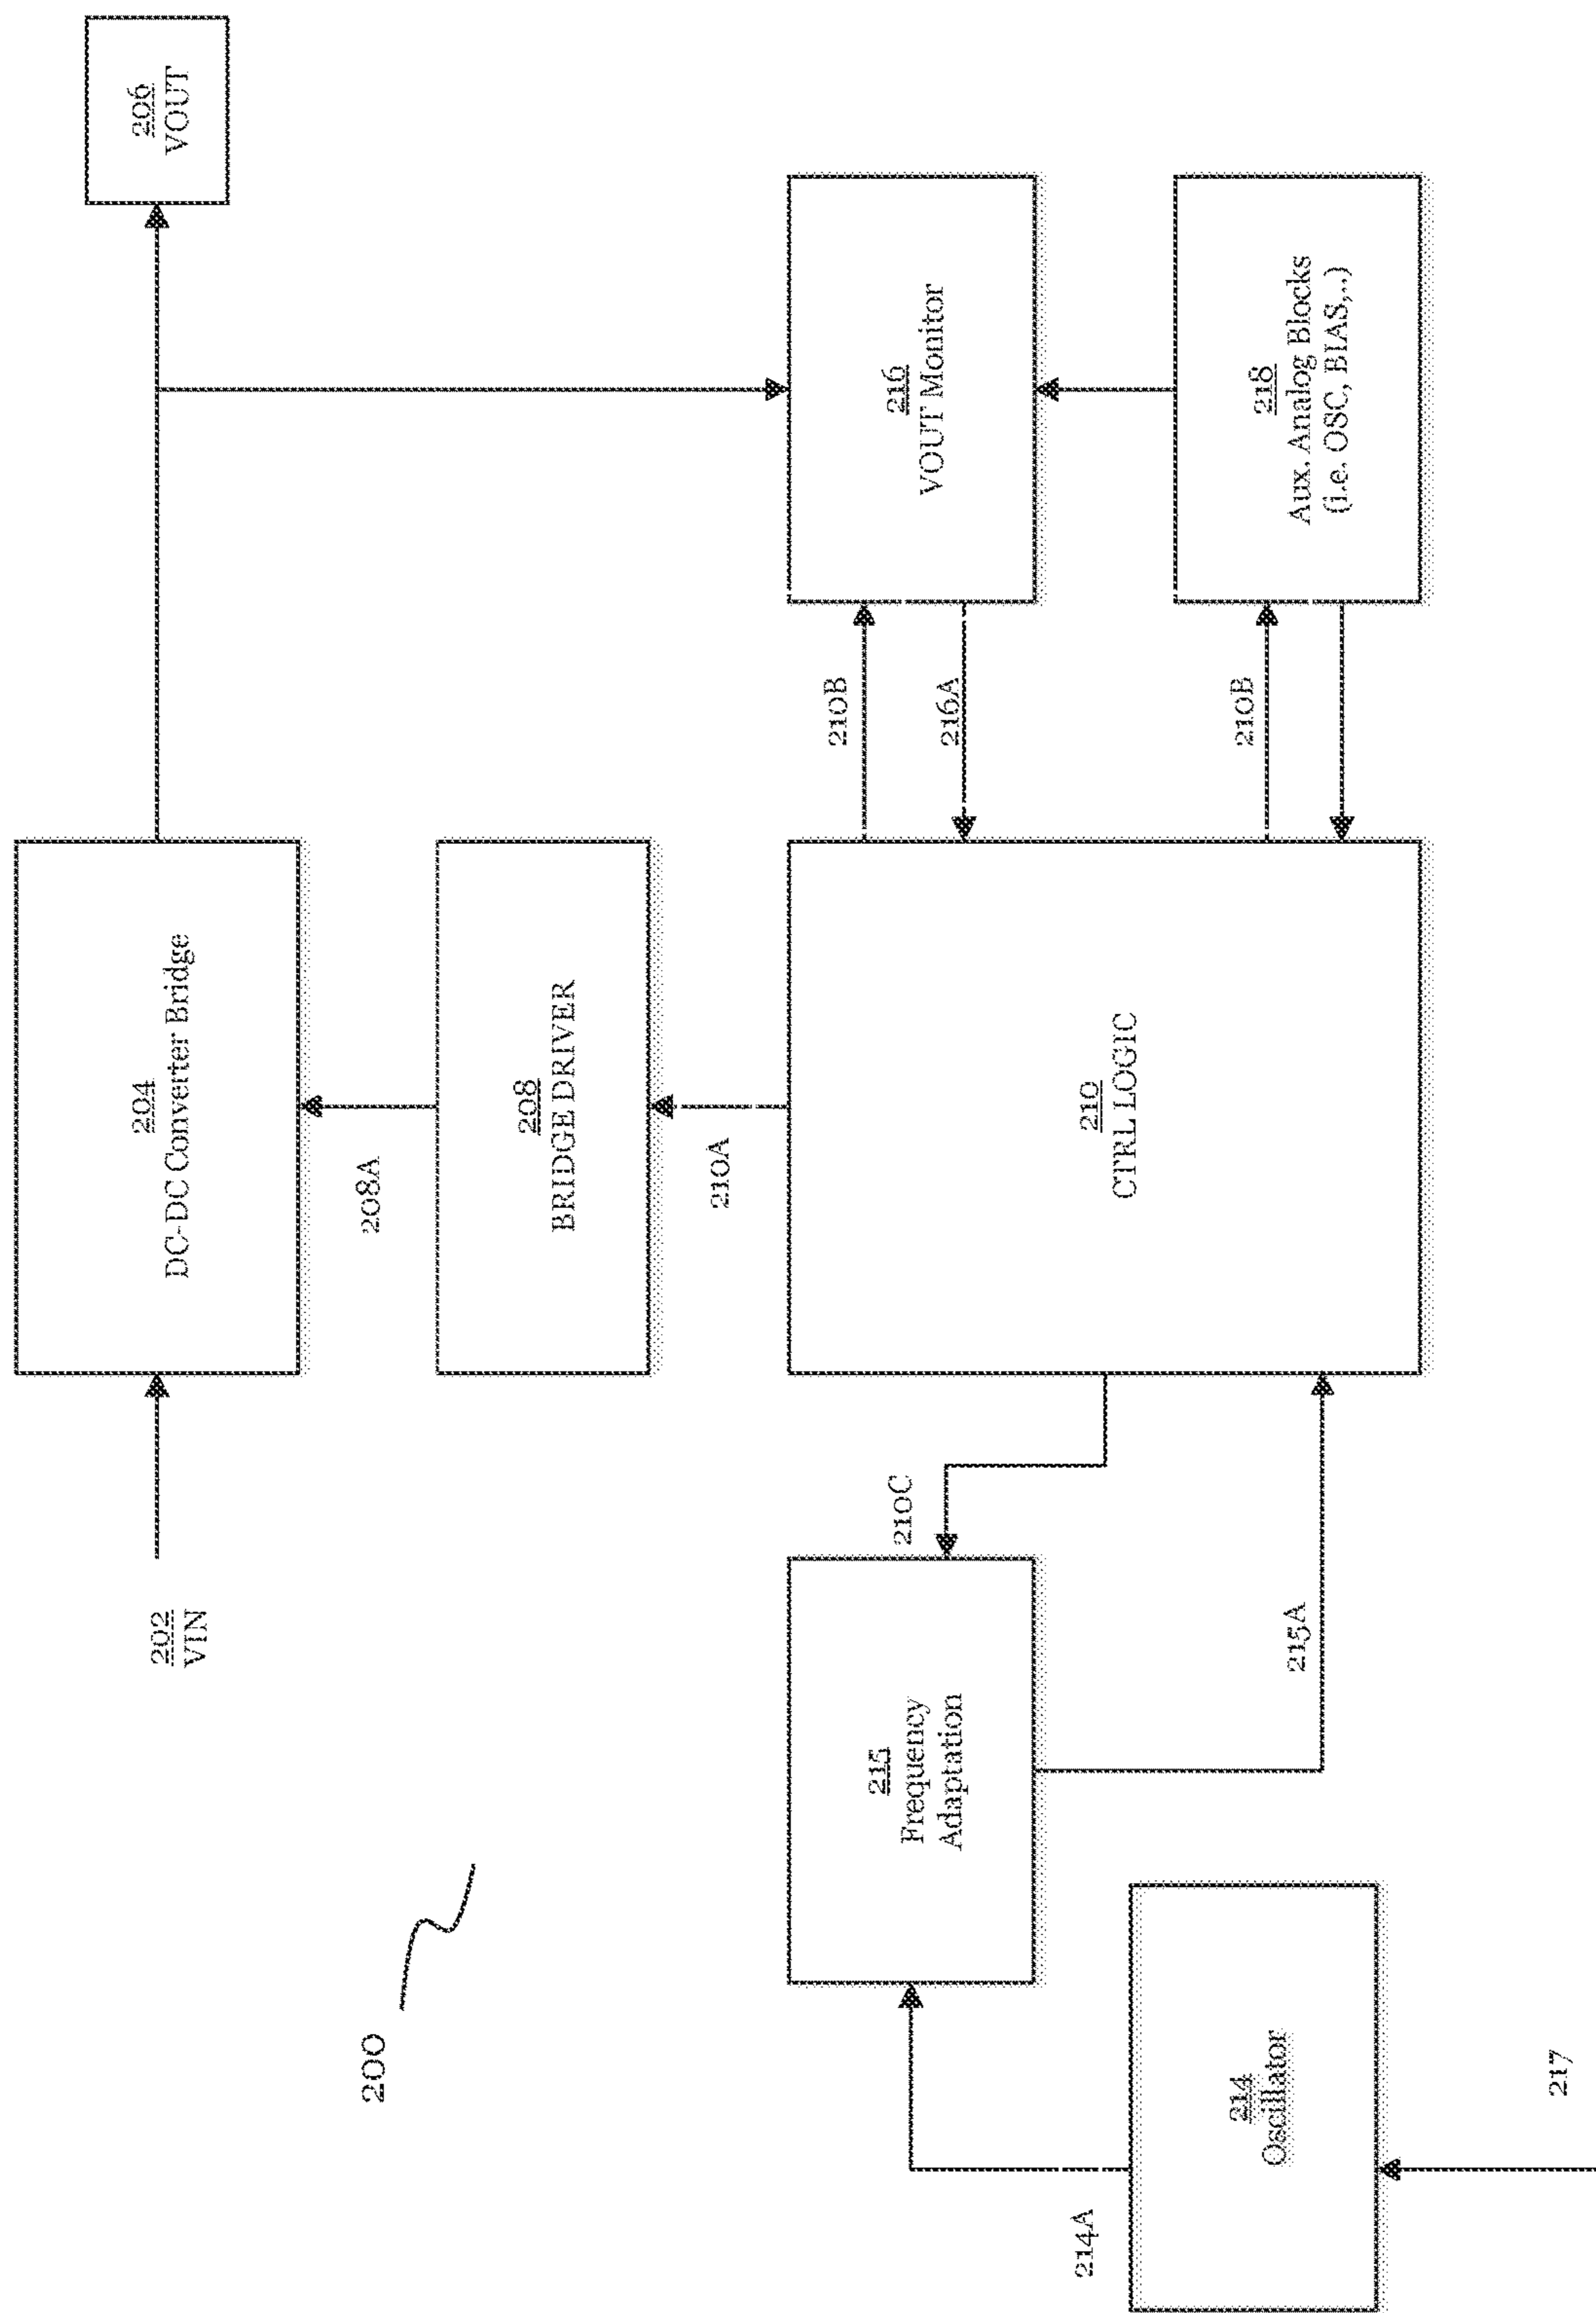 200
202
VIN
204
DC-DC Converter Bridge
206
VOUT
208A
208
BRIDGE DRIVER
210A
214A
214
Oscillator
217
215
Frequency
Adaptation
210C
215A
210
CTRL LOGIC
210B
216A
216
VOUT Monitor
210B
218
Aux. Analog Blocks
(i.e. OSC, BIAS,..)